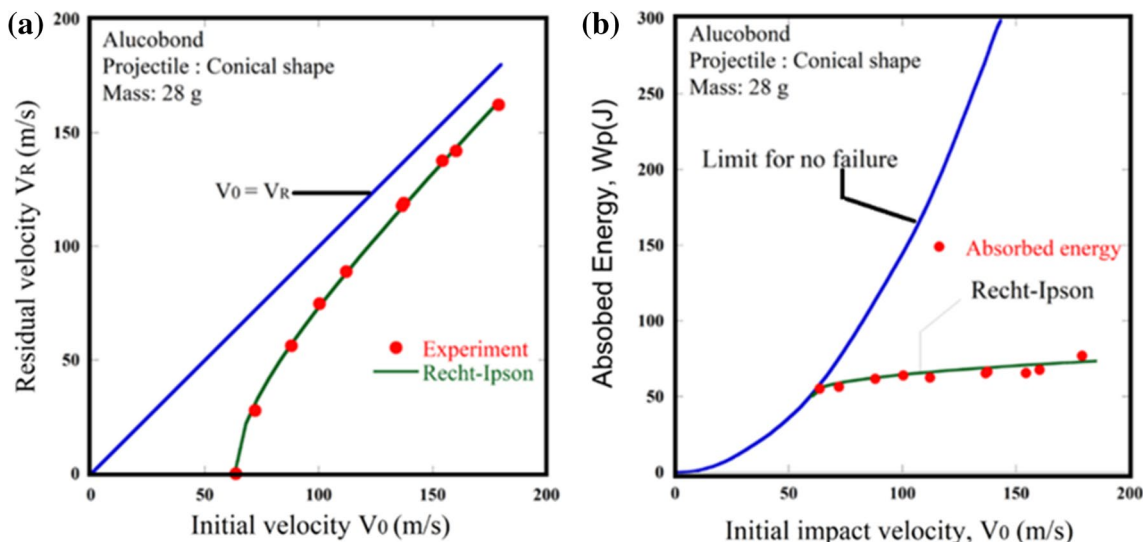 (a)
200
Alucobond
Projectile : Conical shape
Mass: 28 g
150
V0 = VR
100
50
Experiment
Recht-Ipson
0
0 50 100 150 200
Residual velocity VR (m/s)
Initial velocity V0 (m/s)
(b)
300
Alucobond
Projectile : Conical shape
Mass: 28 g
250
Limit for no failure
200
150
Absorbed energy
Recht-Ipson
100
50
0
0 50 100 150 200
Absobed Energy, Wp(J)
Initial impact velocity, V0 (m/s)